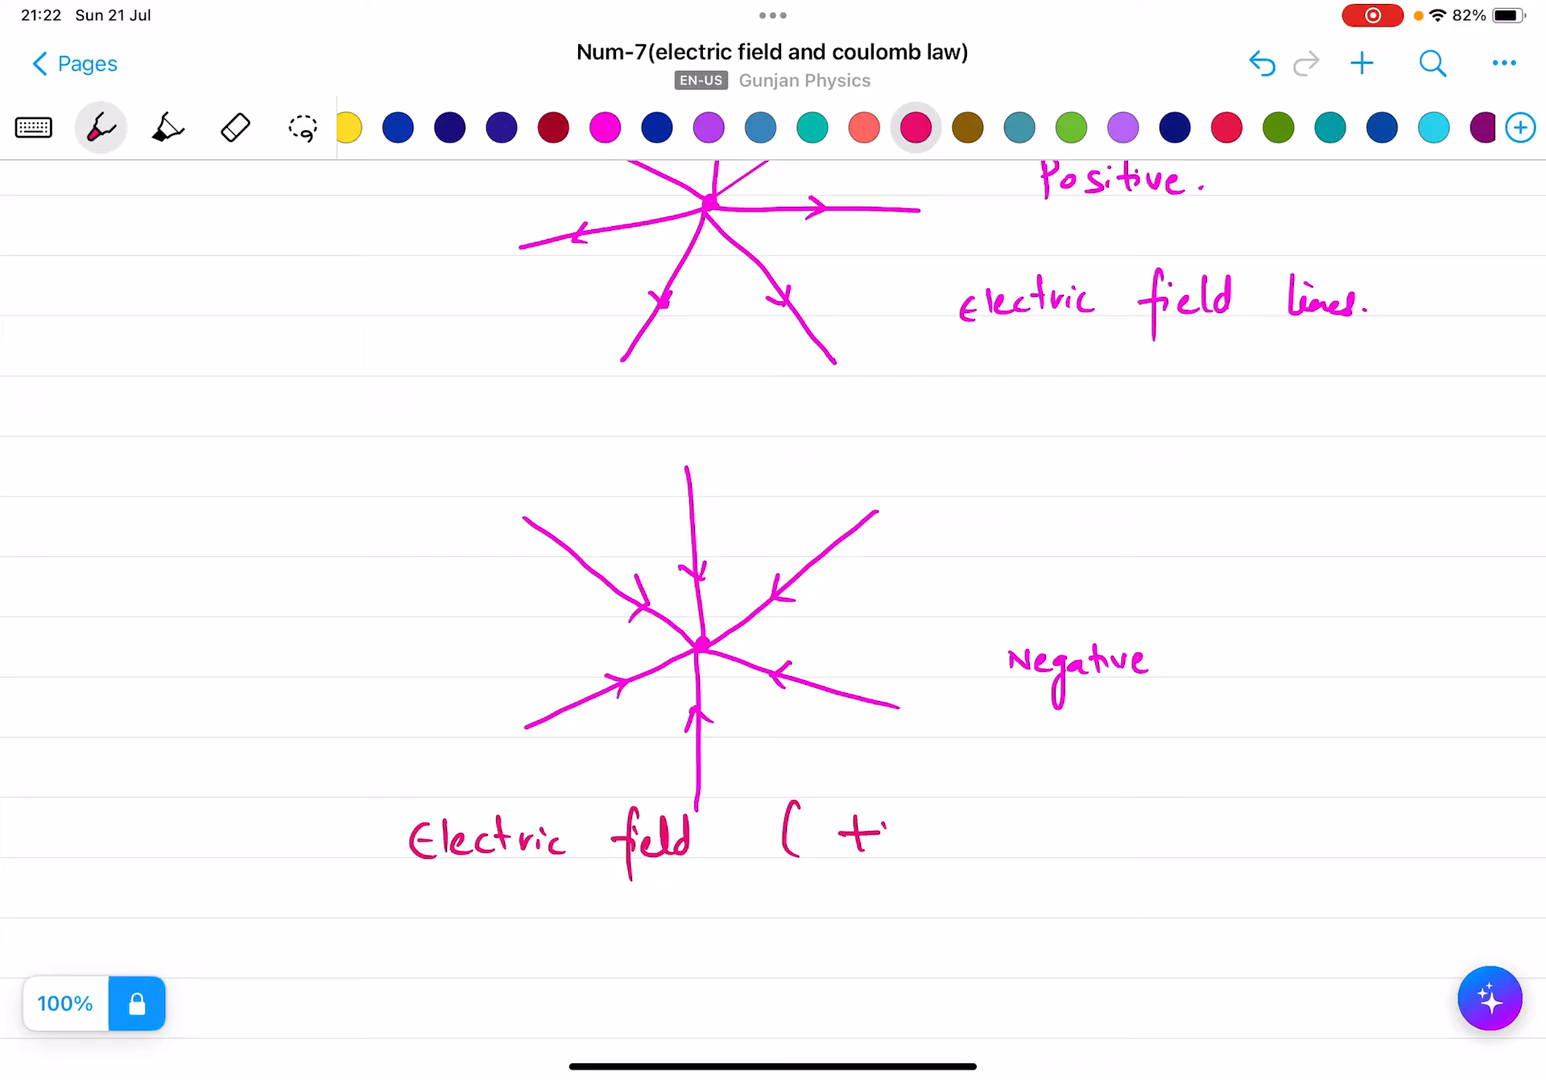 21:22 Sun 21 Jul
82%
Num-7(electric field and coulomb law)
Pages
EN-US Gunjan Physics
Positive.
Electric field lines.
Negative
Electric field ( +
100%